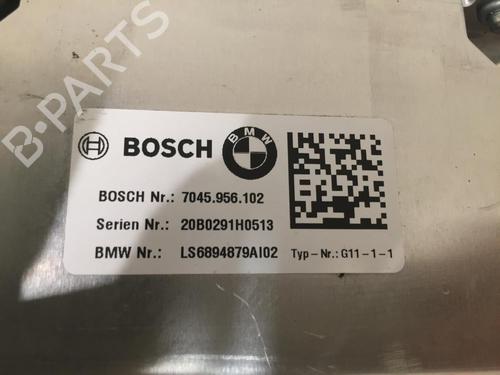 B-PARTS
BOSCH
BMW
BOSCH Nr.: 7045.956.102
Serien Nr.: 20B0291H0513
BMW Nr.: LS6894879AI02
Typ-Nr.: G11-1-1